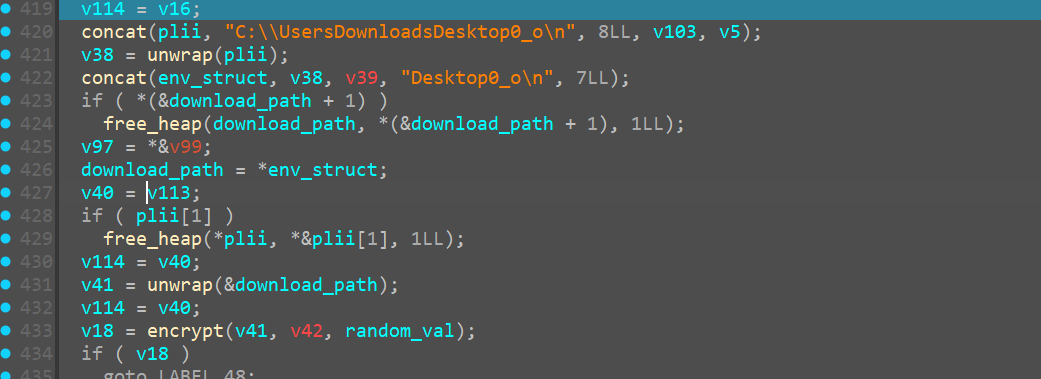 419 v114 = v16;
420 concat(plii, "C:\\UsersDownloadsDesktop0_o\n", 8LL, v103, v5);
421 v38 = unwrap(plii);
422 concat(env_struct, v38, v39, "Desktop0_o\n", 7LL);
423 if ( *(&download_path + 1) )
424 free_heap(download_path, *(&download_path + 1), 1LL);
425 v97 = *&v99;
426 download_path = *env_struct;
427 v40 = v113;
428 if ( plii[1] )
429 free_heap(*plii, *&plii[1], 1LL);
430 v114 = v40;
431 v41 = unwrap(&download_path);
432 v114 = v40;
433 v18 = encrypt(v41, v42, random_val);
434 if ( v18 )
435 goto LABEL_48;